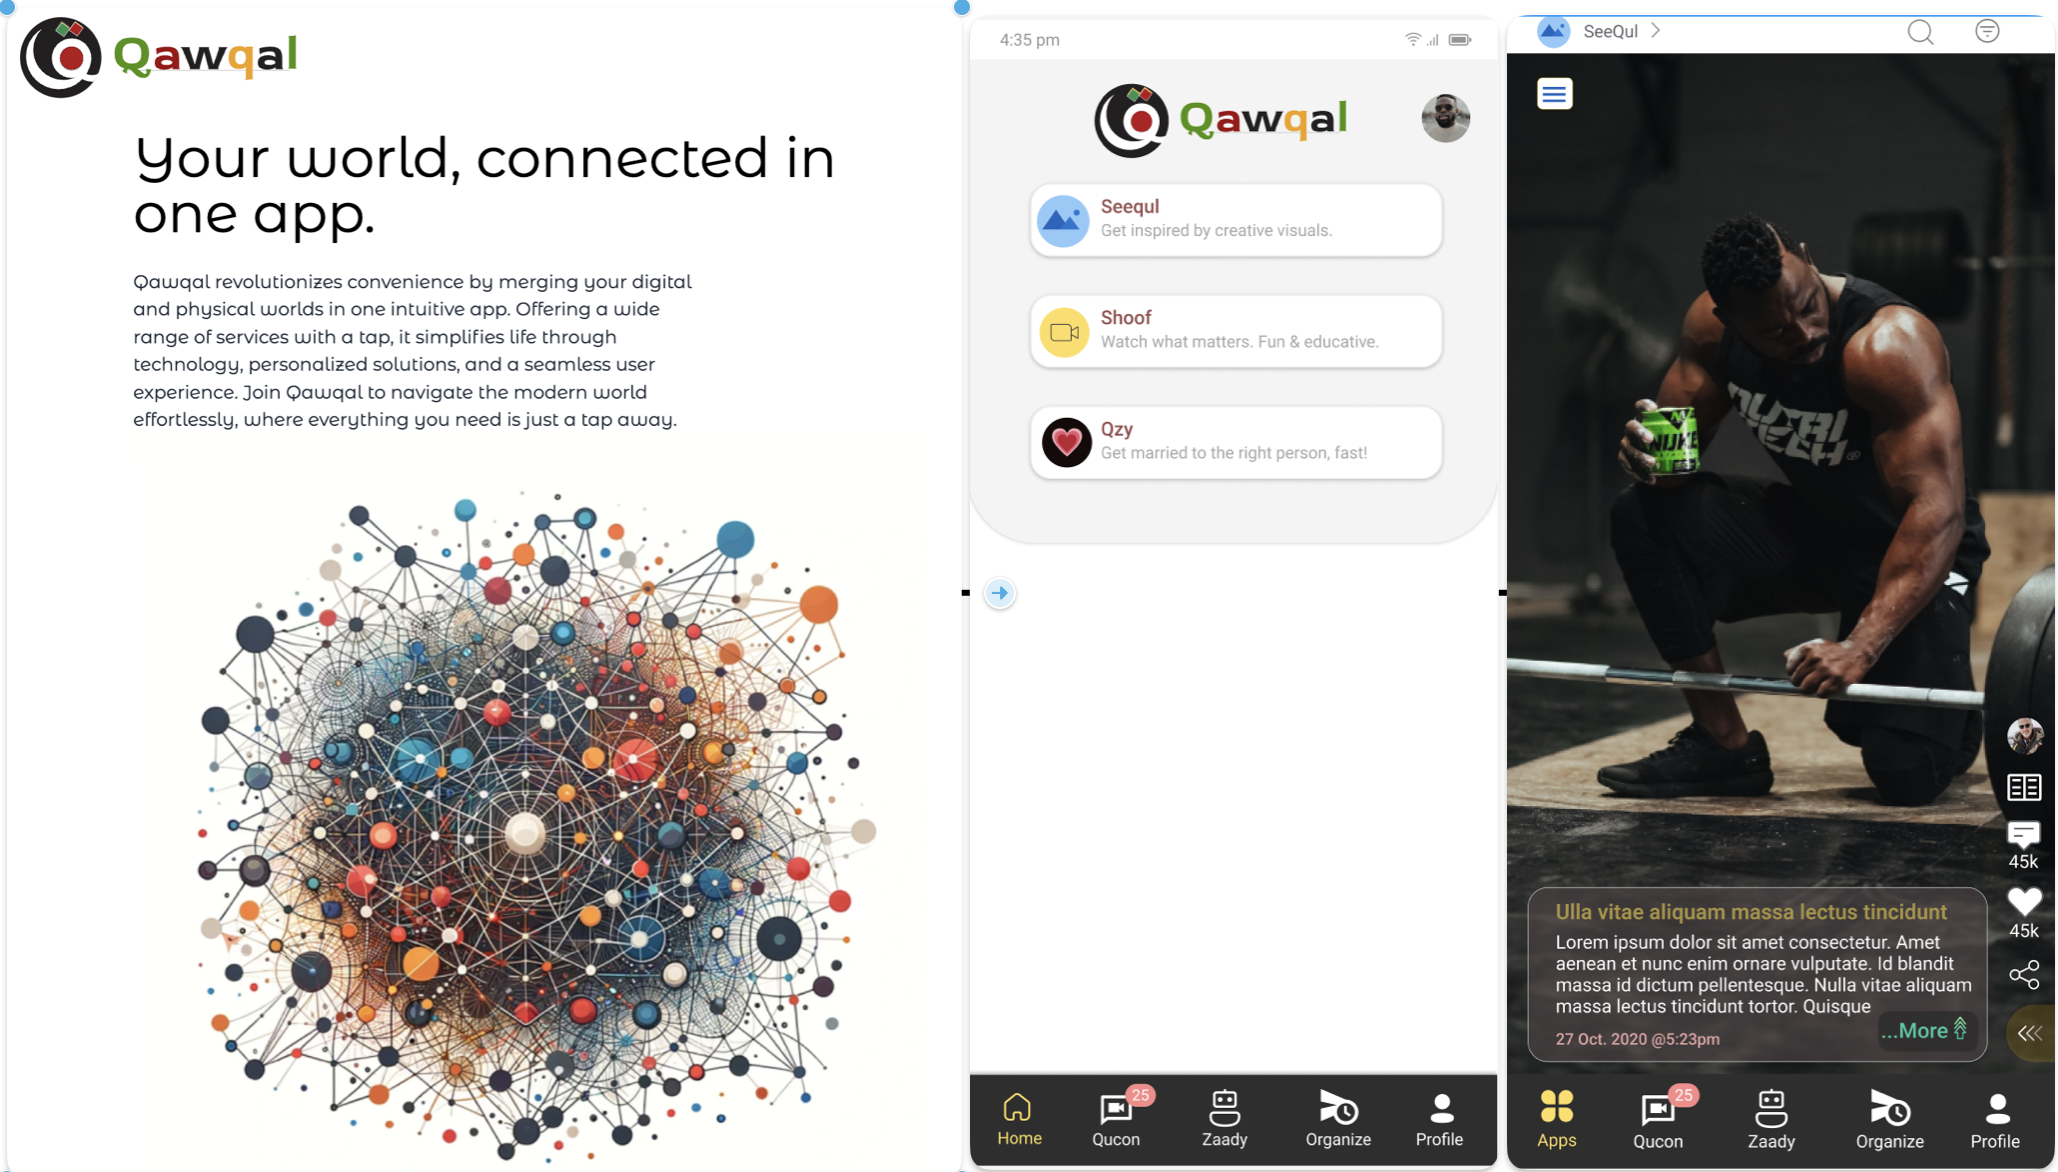 Qawqal
Your world, connected in
one app.
Qawqal revolutionizes convenience by merging your digital
and physical worlds in one intuitive app. Offering a wide
range of services with a tap, it simplifies life through
technology, personalized solutions, and a seamless user
experience. Join Qawqal to navigate the modern world
effortlessly, where everything you need is just a tap away.
4:35 pm
Qawqal
Seequl
Get inspired by creative visuals.
Shoof
Watch what matters. Fun & educative.
Qzy
Get married to the right person, fast!
25
Home
Qucon
Zaady
Organize
Profile
SeeQul
NUTRI
TECH
NUKE
45k
45k
Ulla vitae aliquam massa lectus tincidunt
Lorem ipsum dolor sit amet consectetur. Amet
aenean et nunc enim ornare vulputate. Id blandit
massa id dictum pellentesque. Nulla vitae aliquam
massa lectus tincidunt tortor. Quisque
...More
27 Oct. 2020 @5:23pm
25
Apps
Qucon
Zaady
Organize
Profile